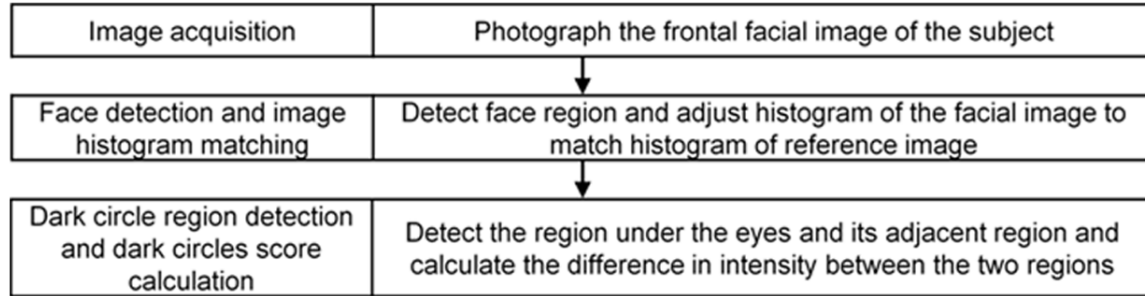 Image acquisition
Photograph the frontal facial image of the subject
Face detection and image
histogram matching
Detect face region and adjust histogram of the facial image to
match histogram of reference image
Dark circle region detection
and dark circles score
calculation
Detect the region under the eyes and its adjacent region and
calculate the difference in intensity between the two regions